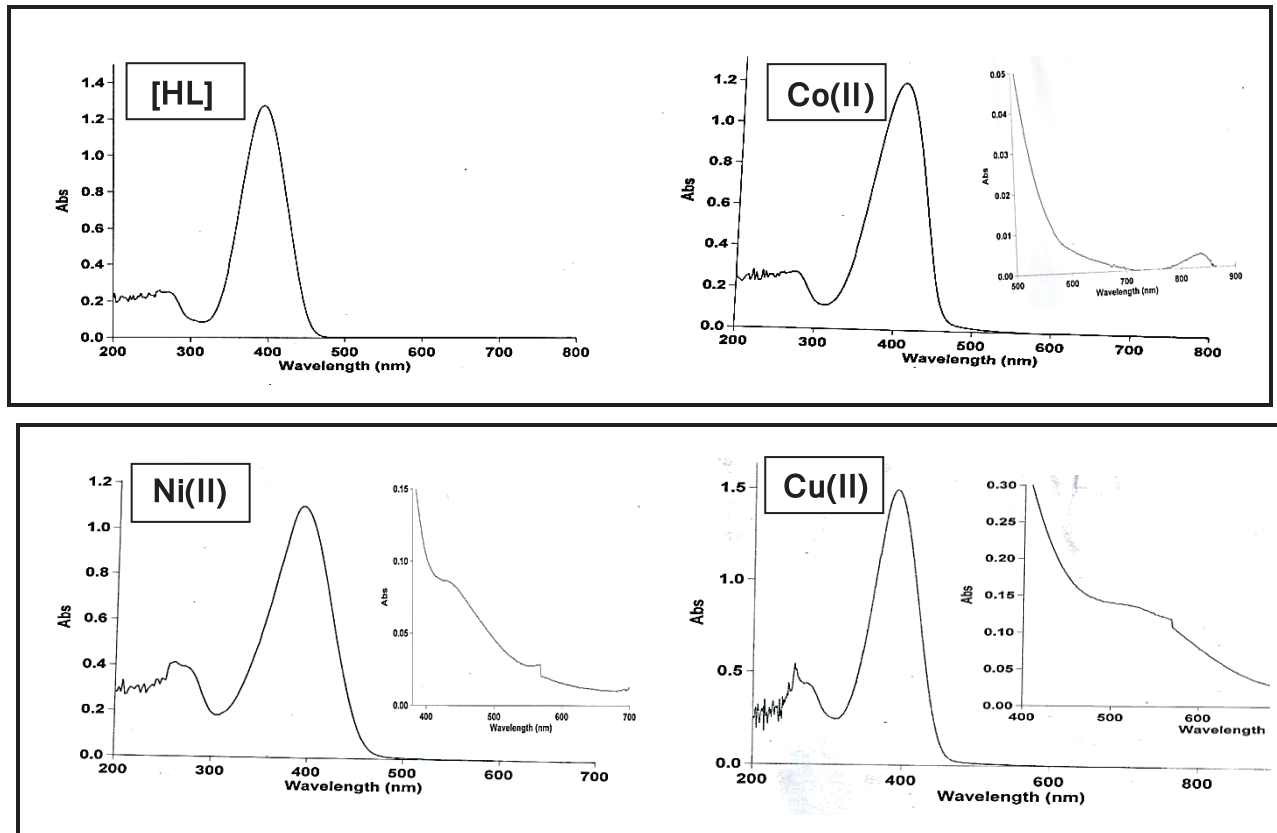 [HL]
1.4
1.2
1.0
0.8
0.6
0.4
0.2
0.0
Abs
200 300 400 500 600 700 800
Wavelength (nm)
Co(II)
1.2
1.0
0.8
0.6
0.4
0.2
0.0
Abs
200 300 400 500 600 700 800
Wavelength (nm)
0.05
0.04
0.03
0.02
0.01
0.00
Abs
500 600 700 800 900
Wavelength (nm)
Ni(II)
1.2
1.0
0.8
0.6
0.4
0.2
0.0
Abs
200 300 400 500 600 700
Wavelength (nm)
0.15
0.10
0.05
0.00
Abs
400 500 600 700
Wavelength (nm)
Cu(II)
1.5
1.0
0.5
0.0
Abs
200 400 600 800
Wavelength (nm)
0.30
0.25
0.20
0.15
0.10
0.05
0.00
Abs
400 500 600
Wavelength